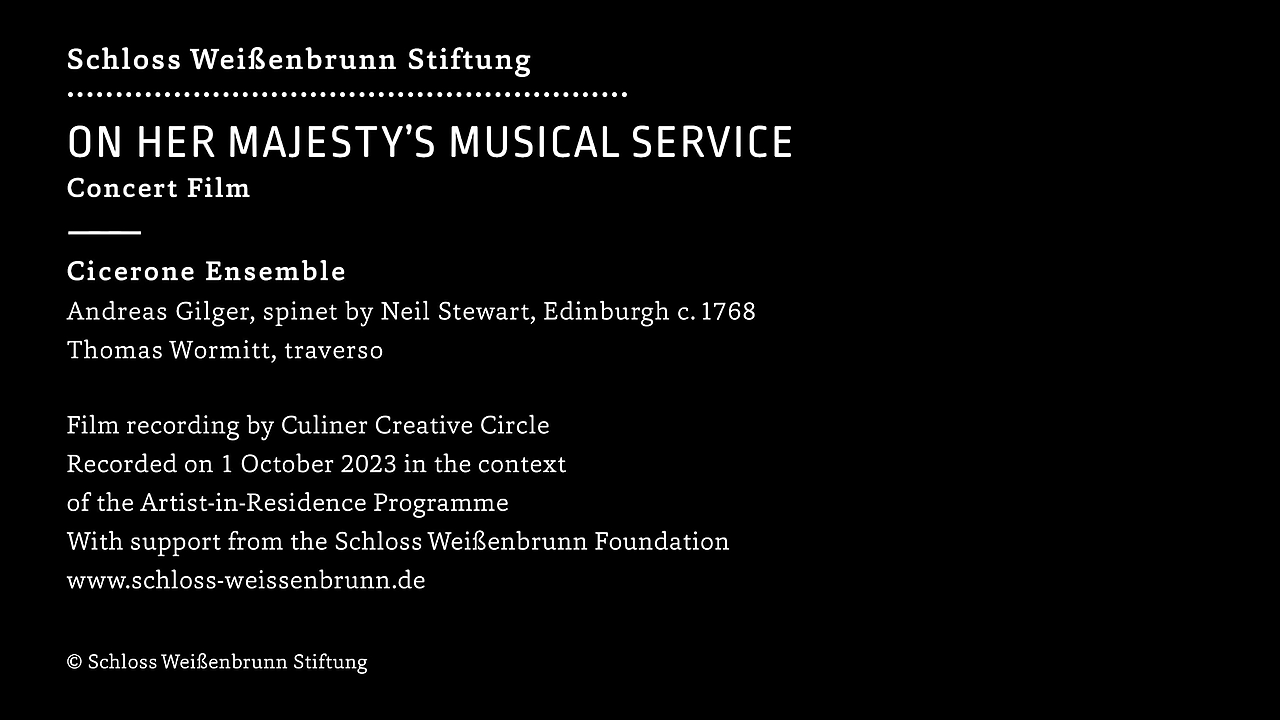 Schloss Weißenbrunn Stiftung
ON HER MAJESTY’S MUSICAL SERVICE
Concert Film
Cicerone Ensemble
Andreas Gilger, spinet by Neil Stewart, Edinburgh c. 1768
Thomas Wormitt, traverso
Film recording by Culiner Creative Circle
Recorded on 1 October 2023 in the context
of the Artist-in-Residence Programme
With support from the Schloss Weißenbrunn Foundation
www.schloss-weissenbrunn.de
© Schloss Weißenbrunn Stiftung